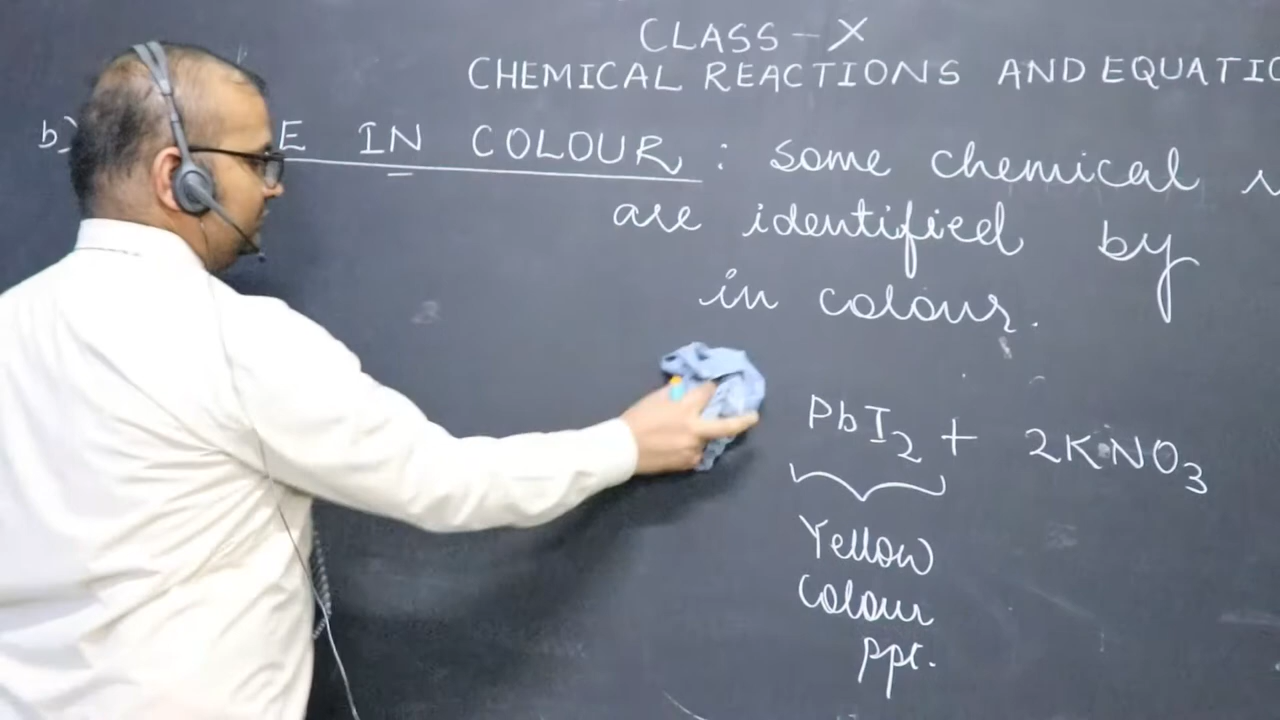 CLASS - X
CHEMICAL REACTIONS AND EQUATIO
b) E IN COLOUR : some chemical
are identified by
in colour.
PbI₂ + 2KNO₃
Yellow
colour
ppt.